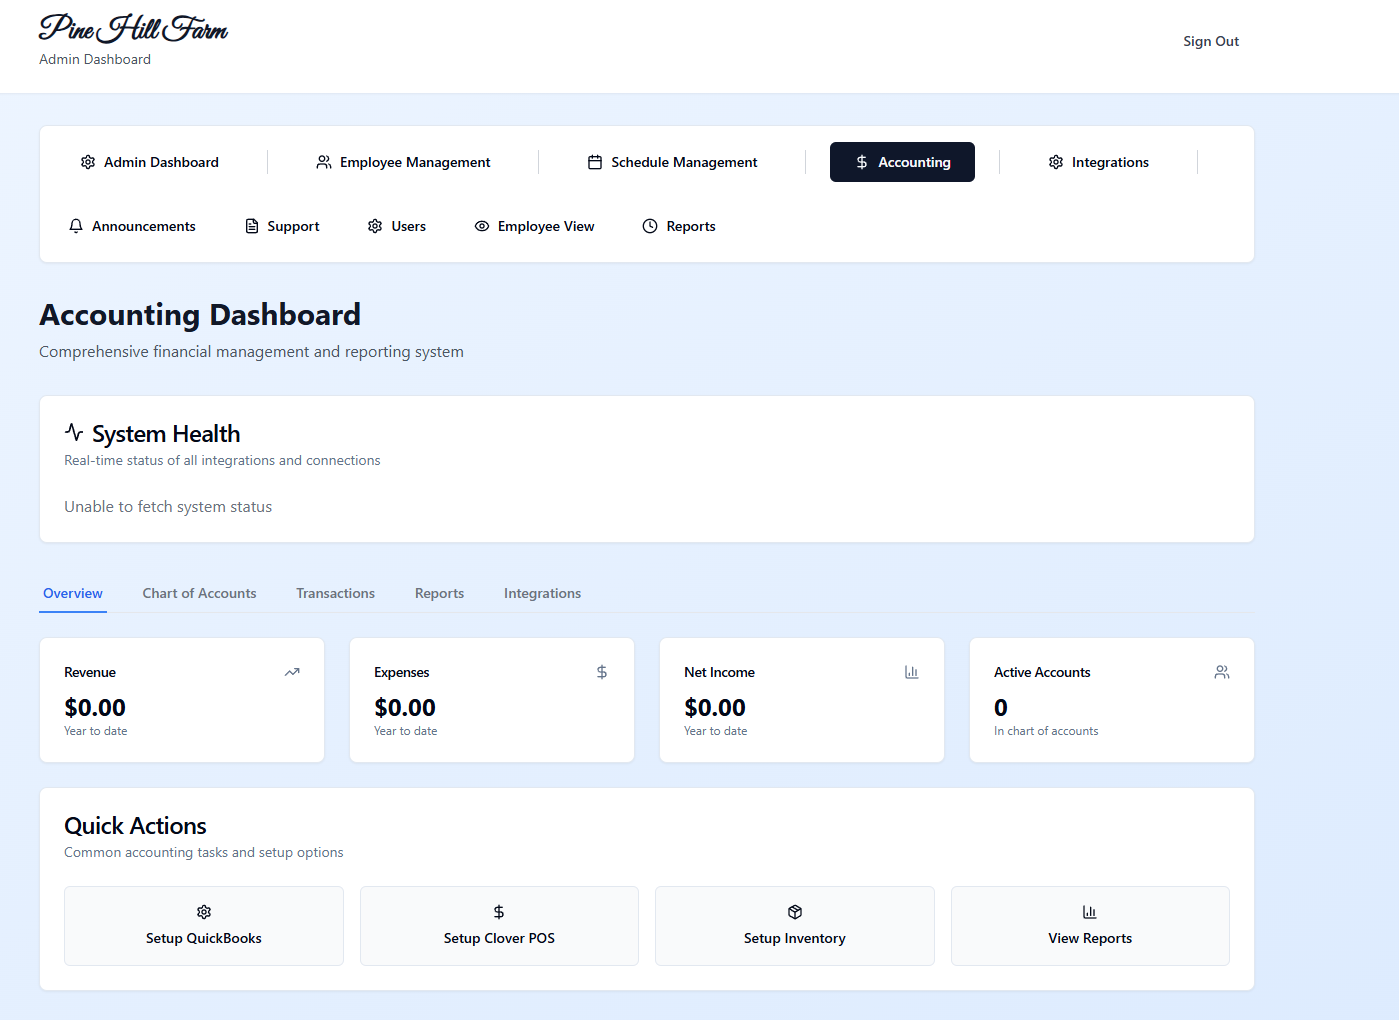 Pine Hill Farm
Admin Dashboard
Sign Out
Admin Dashboard
Employee Management
Schedule Management
Accounting
Integrations
Announcements
Support
Users
Employee View
Reports
Accounting Dashboard
Comprehensive financial management and reporting system
System Health
Real-time status of all integrations and connections
Unable to fetch system status
Overview
Chart of Accounts
Transactions
Reports
Integrations
Revenue
$0.00
Year to date
Expenses
$0.00
Year to date
Net Income
$0.00
Year to date
Active Accounts
0
In chart of accounts
Quick Actions
Common accounting tasks and setup options
Setup QuickBooks
Setup Clover POS
Setup Inventory
View Reports